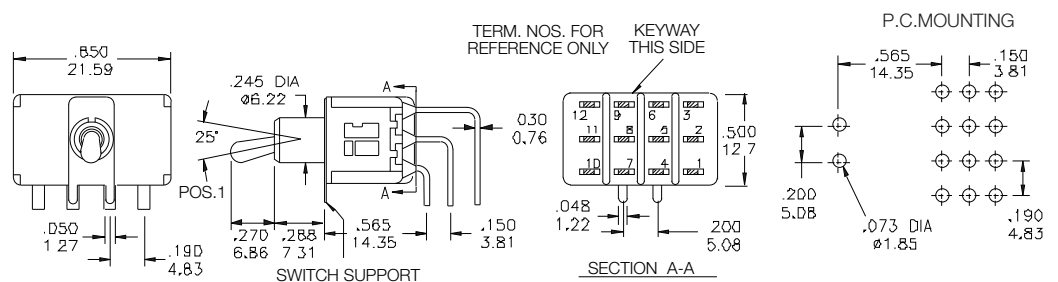 .850
21.59
.050
1.27
.190
4.83
25°
POS.1
.245 DIA
ø6.22
A
A
.270
6.86
.288
7.31
.565
14.35
.150
3.81
SWITCH SUPPORT
.030
0.76
TERM. NOS. FOR
REFERENCE ONLY
KEYWAY
THIS SIDE
12 9 6 3
11 8 5 2
10 7 4 1
.500
12.7
.048
1.22
.200
5.08
SECTION A-A
P.C.MOUNTING
.565
14.35
.150
3.81
.200
5.08
.073 DIA
ø1.85
.190
4.83